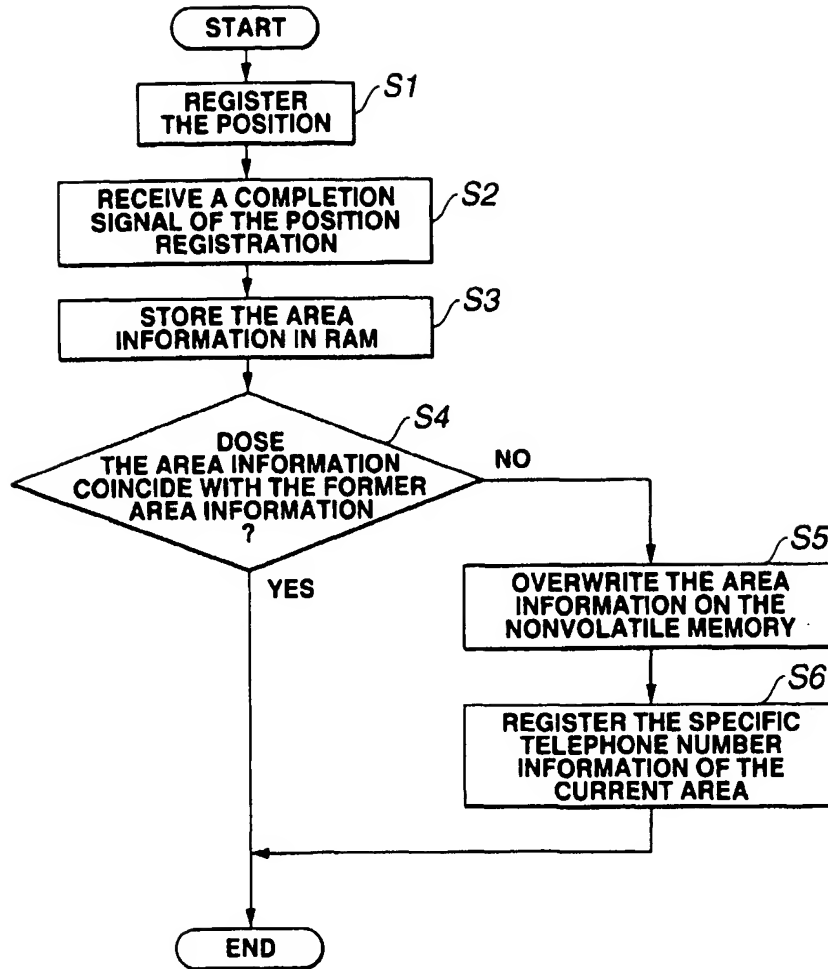 START
S1
REGISTER
THE POSITION
S2
RECEIVE A COMPLETION
SIGNAL OF THE POSITION
REGISTRATION
S3
STORE THE AREA
INFORMATION IN RAM
S4
DOSE
THE AREA INFORMATION
COINCIDE WITH THE FORMER
AREA INFORMATION
?
NO
YES
S5
OVERWRITE THE AREA
INFORMATION ON THE
NONVOLATILE MEMORY
S6
REGISTER THE SPECIFIC
TELEPHONE NUMBER
INFORMATION OF THE
CURRENT AREA
END